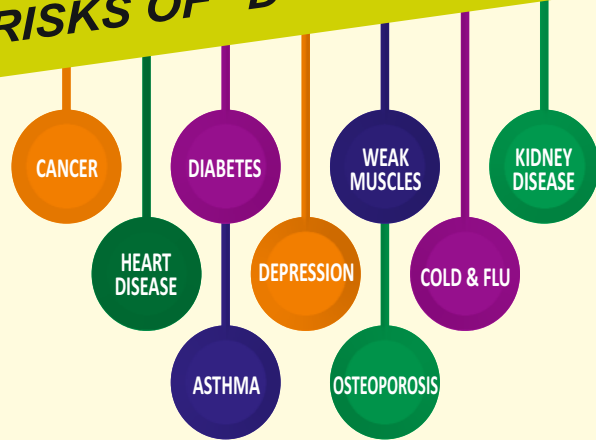 RISKS OF "D
CANCER
DIABETES
WEAK
MUSCLES
KIDNEY
DISEASE
HEART
DISEASE
DEPRESSION
COLD & FLU
ASTHMA
OSTEOPOROSIS